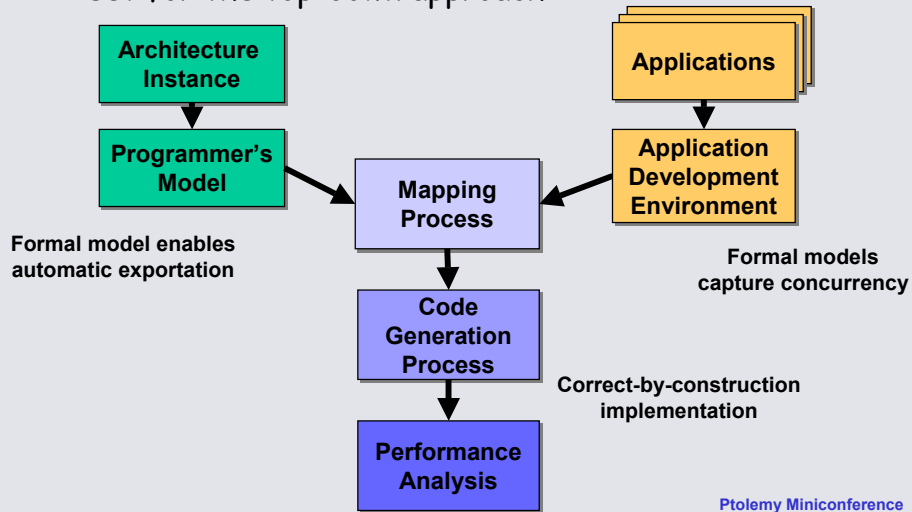 Architecture
Instance
Applications
Programmer's
Model
Application
Development
Environment
Mapping
Process
Formal model enables
automatic exportation
Formal models
capture concurrency
Code
Generation
Process
Correct-by-construction
implementation
Performance
Analysis
Ptolemy Miniconference